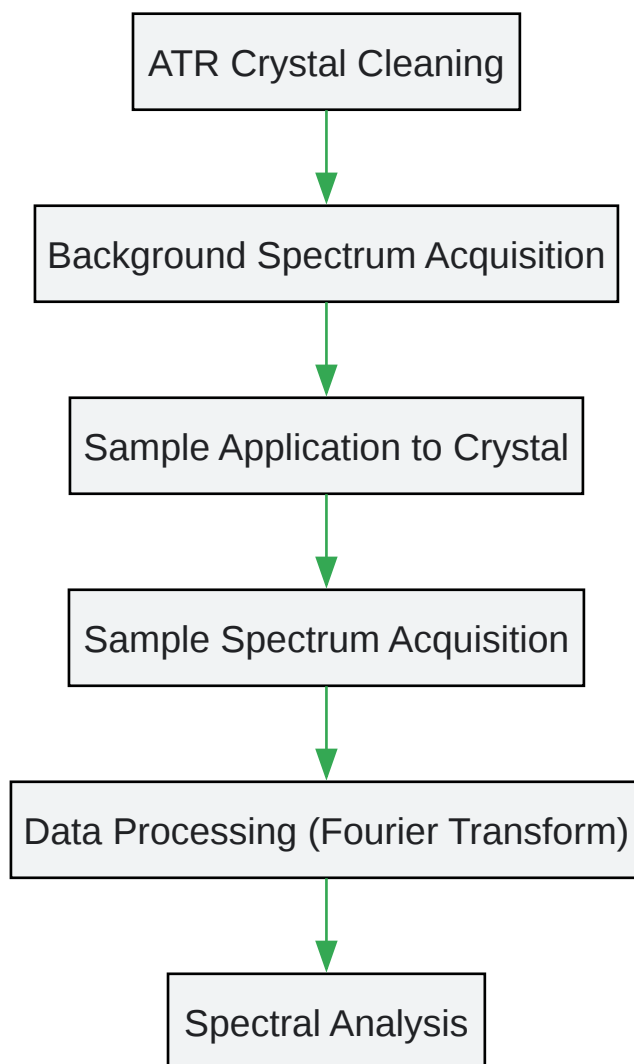 ATR Crystal Cleaning
Background Spectrum Acquisition
Sample Application to Crystal
Sample Spectrum Acquisition
Data Processing (Fourier Transform)
Spectral Analysis